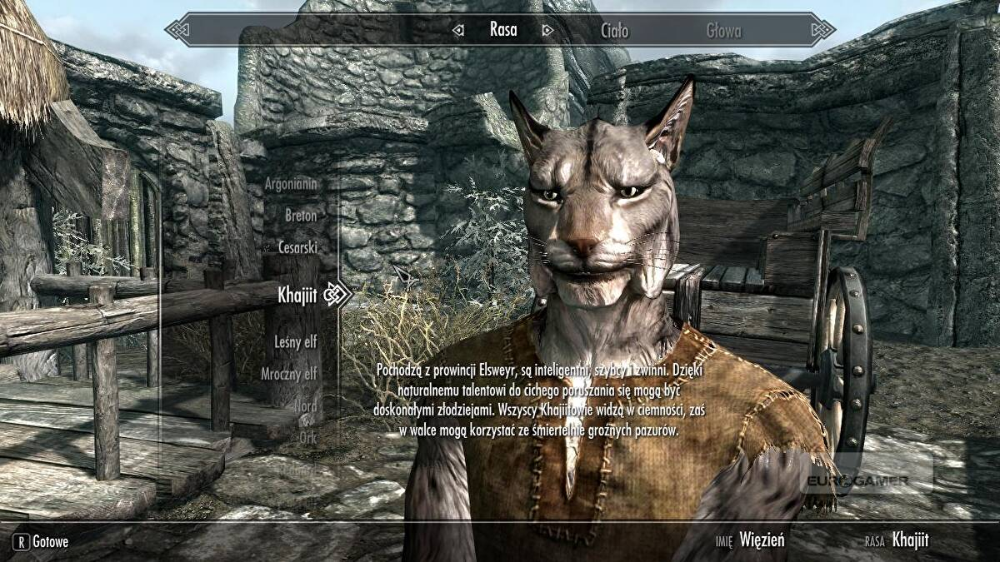 Rasa
Ciało
Głowa
Argonianin
Breton
Cesarski
Khajiit
Leśny elf
Mroczny elf
Nord
Ork
Pochodzą z prowincji Elsweyr, są inteligentni, szybcy i zwinni. Dzięki
naturalnemu talentowi do cichego poruszania się mogą być
doskonałymi złodziejami. Wszyscy Khajiitowie widzą w ciemności, zaś
w walce mogą korzystać ze śmiertelnie groźnych pazurów.
EUROGAMER
R Gotowe
IMIĘ Więzień
RASA Khajiit